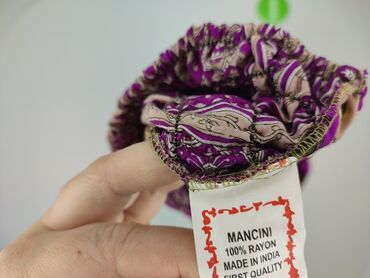 MANCINI
100% RAYON
MADE IN INDIA
FIRST QUALITY